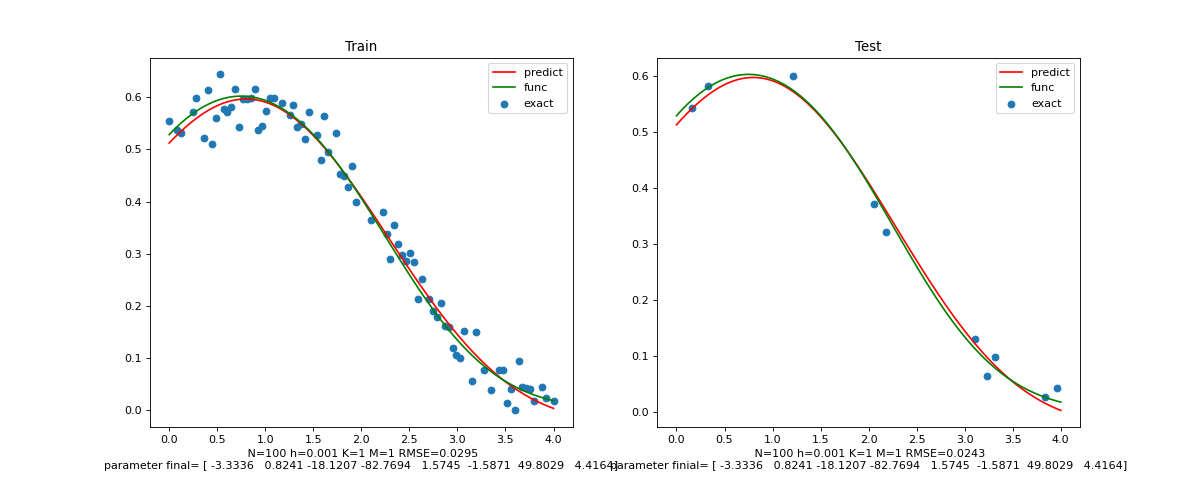 Train
predict
func
exact
0.6
0.5
0.4
0.3
0.2
0.1
0.0
0.0 0.5 1.0 1.5 2.0 2.5 3.0 3.5 4.0
N=100 h=0.001 K=1 M=1 RMSE=0.0295
parameter final= [ -3.3336 0.8241 -18.1207 -82.7694 1.5745 -1.5871 49.8029 4.4164]
Test
predict
func
exact
0.6
0.5
0.4
0.3
0.2
0.1
0.0
0.0 0.5 1.0 1.5 2.0 2.5 3.0 3.5 4.0
N=100 h=0.001 K=1 M=1 RMSE=0.0243
parameter finial= [ -3.3336 0.8241 -18.1207 -82.7694 1.5745 -1.5871 49.8029 4.4164]